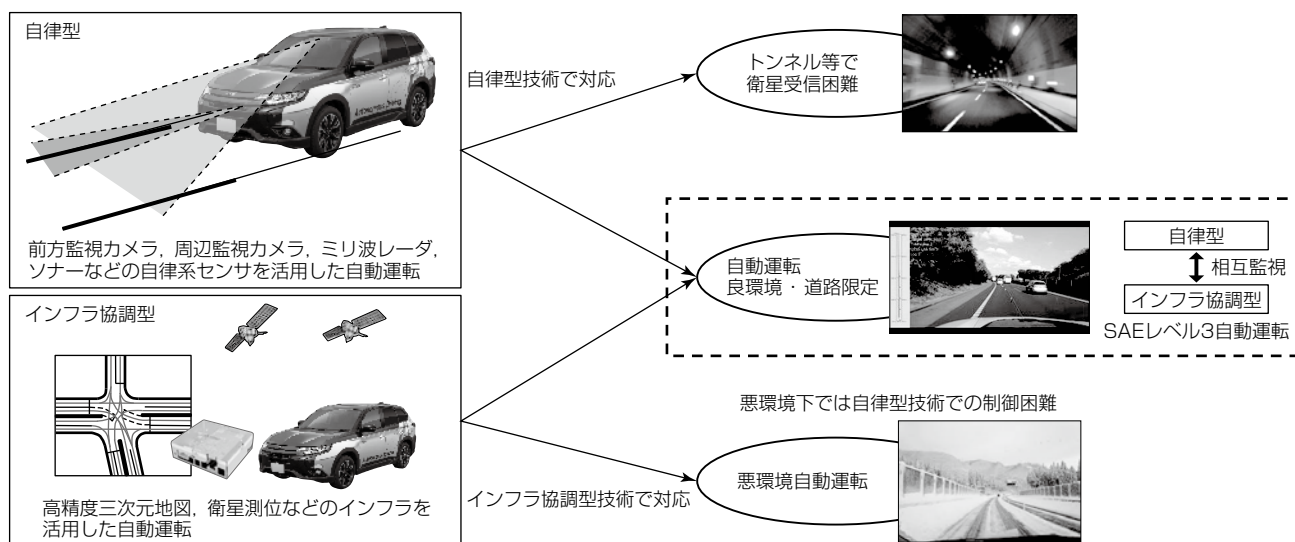 自律型
前方監視カメラ，周辺監視カメラ，ミリ波レーダ，
ソナーなどの自律系センサを活用した自動運転
インフラ協調型
高精度三次元地図，衛星測位などのインフラを
活用した自動運転
自律型技術で対応
インフラ協調型技術で対応
トンネル等で
衛星受信困難
自動運転
良環境・道路限定
自律型
相互監視
インフラ協調型
SAEレベル3自動運転
悪環境下では自律型技術での制御困難
悪環境自動運転